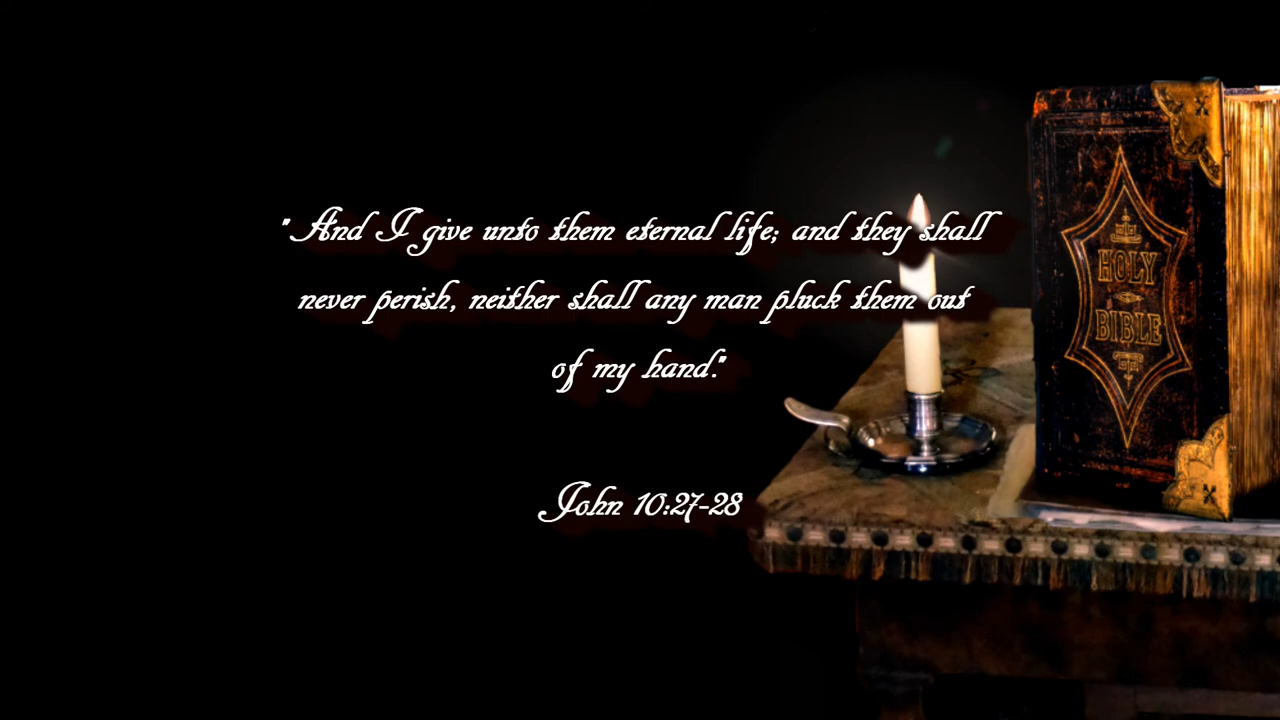 "And I give unto them eternal life; and they shall
never perish, neither shall any man pluck them out
of my hand."
John 10:27-28
HOLY
BIBLE